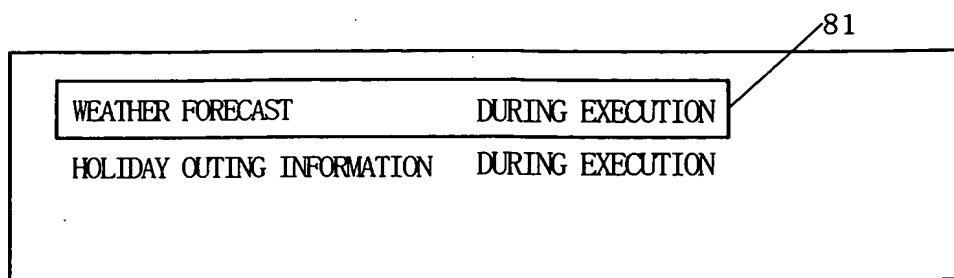 81
WEATHER FORECAST DURING EXECUTION
HOLIDAY OUTING INFORMATION DURING EXECUTION